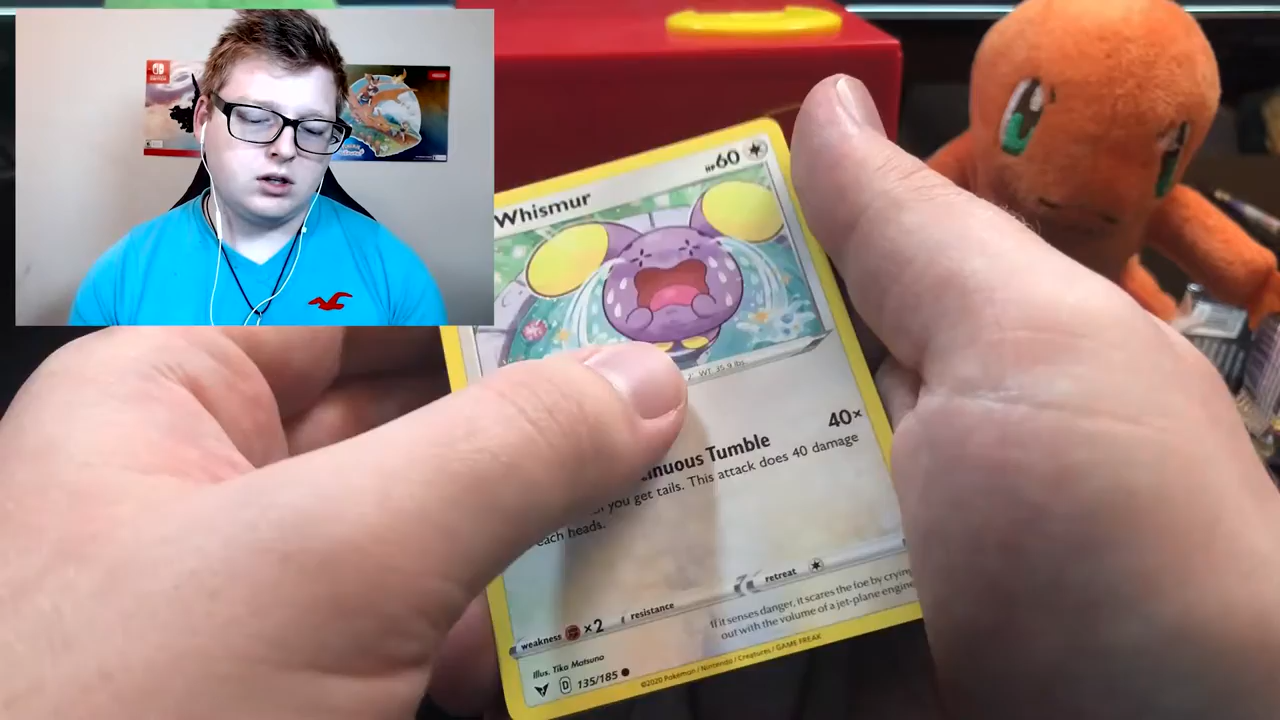 Whismur
HP60
WT. 35.9 lbs.
Tumble
40×
you get tails. This attack does 40 damage
each heads.
weakness ×2
resistance
retreat
If it senses danger, it scares the foe by crying
out with the volume of a jet-plane engine
Illus. Tika Matsuno
D 135/185
©2020 Pokémon / Nintendo / Creatures / GAME FREAK